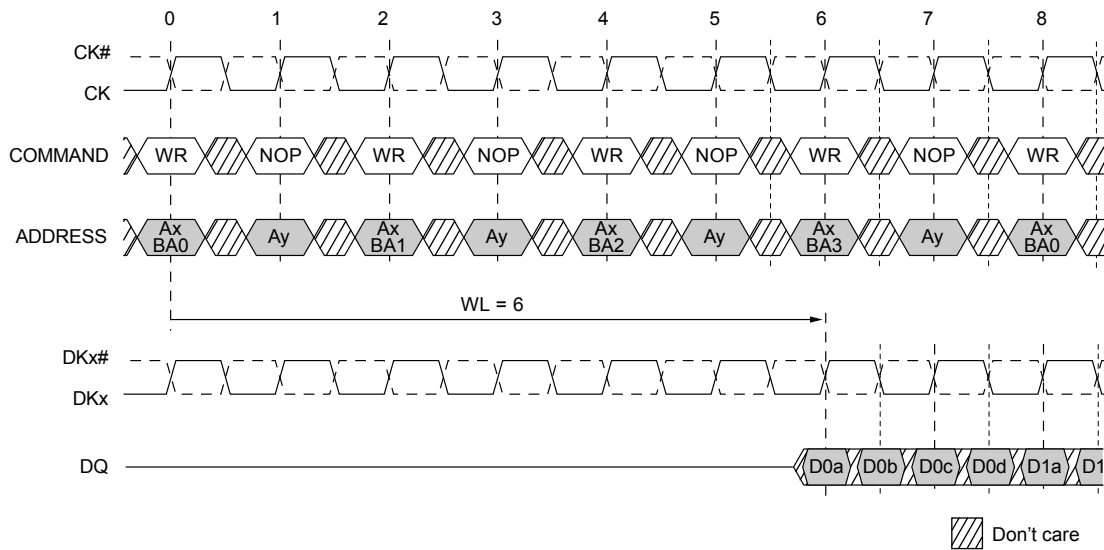 0 1 2 3 4 5 6 7 8
CK#
CK
COMMAND WR NOP WR NOP WR NOP WR NOP WR
ADDRESS Ax BA0 Ay Ax BA1 Ay Ax BA2 Ay Ax BA3 Ay Ax BA0
WL = 6
DKx#
DKx
DQ D0a D0b D0c D0d D1a D1
Don't care